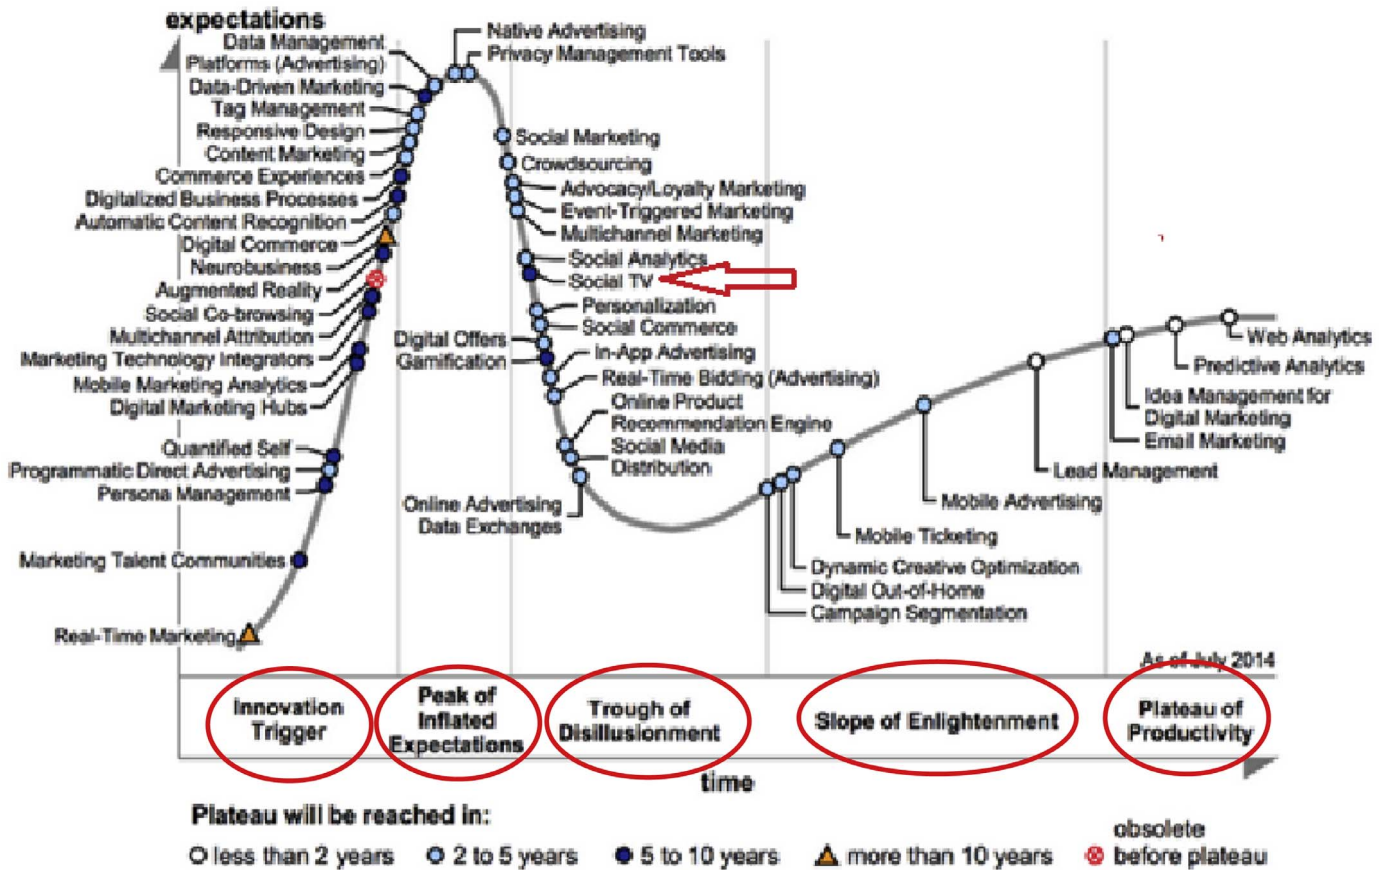 expectations
Data Management
Platforms (Advertising)
Data-Driven Marketing
Tag Management
Responsive Design
Content Marketing
Commerce Experiences
Digitalized Business Processes
Automatic Content Recognition
Digital Commerce
Neurobusiness
Augmented Reality
Social Co-browsing
Multichannel Attribution
Marketing Technology Integrators
Mobile Marketing Analytics
Digital Marketing Hubs
Quantified Self
Programmatic Direct Advertising
Persona Management
Marketing Talent Communities
Real-Time Marketing
Native Advertising
Privacy Management Tools
Social Marketing
Crowdsourcing
Advocacy/Loyalty Marketing
Event-Triggered Marketing
Multichannel Marketing
Social Analytics
Social TV
Personalization
Social Commerce
Digital Offers
Gamification
In-App Advertising
Real-Time Bidding (Advertising)
Online Product
Recommendation Engine
Social Media
Distribution
Online Advertising
Data Exchanges
Web Analytics
Predictive Analytics
Idea Management for
Digital Marketing
Email Marketing
Lead Management
Mobile Advertising
Mobile Ticketing
Dynamic Creative Optimization
Digital Out-of-Home
Campaign Segmentation
As of July 2014
Innovation
Trigger
Peak of
Inflated
Expectations
Trough of
Disillusionment
Slope of Enlightenment
Plateau of
Productivity
time
Plateau will be reached in:
less than 2 years
2 to 5 years
5 to 10 years
more than 10 years
obsolete
before plateau